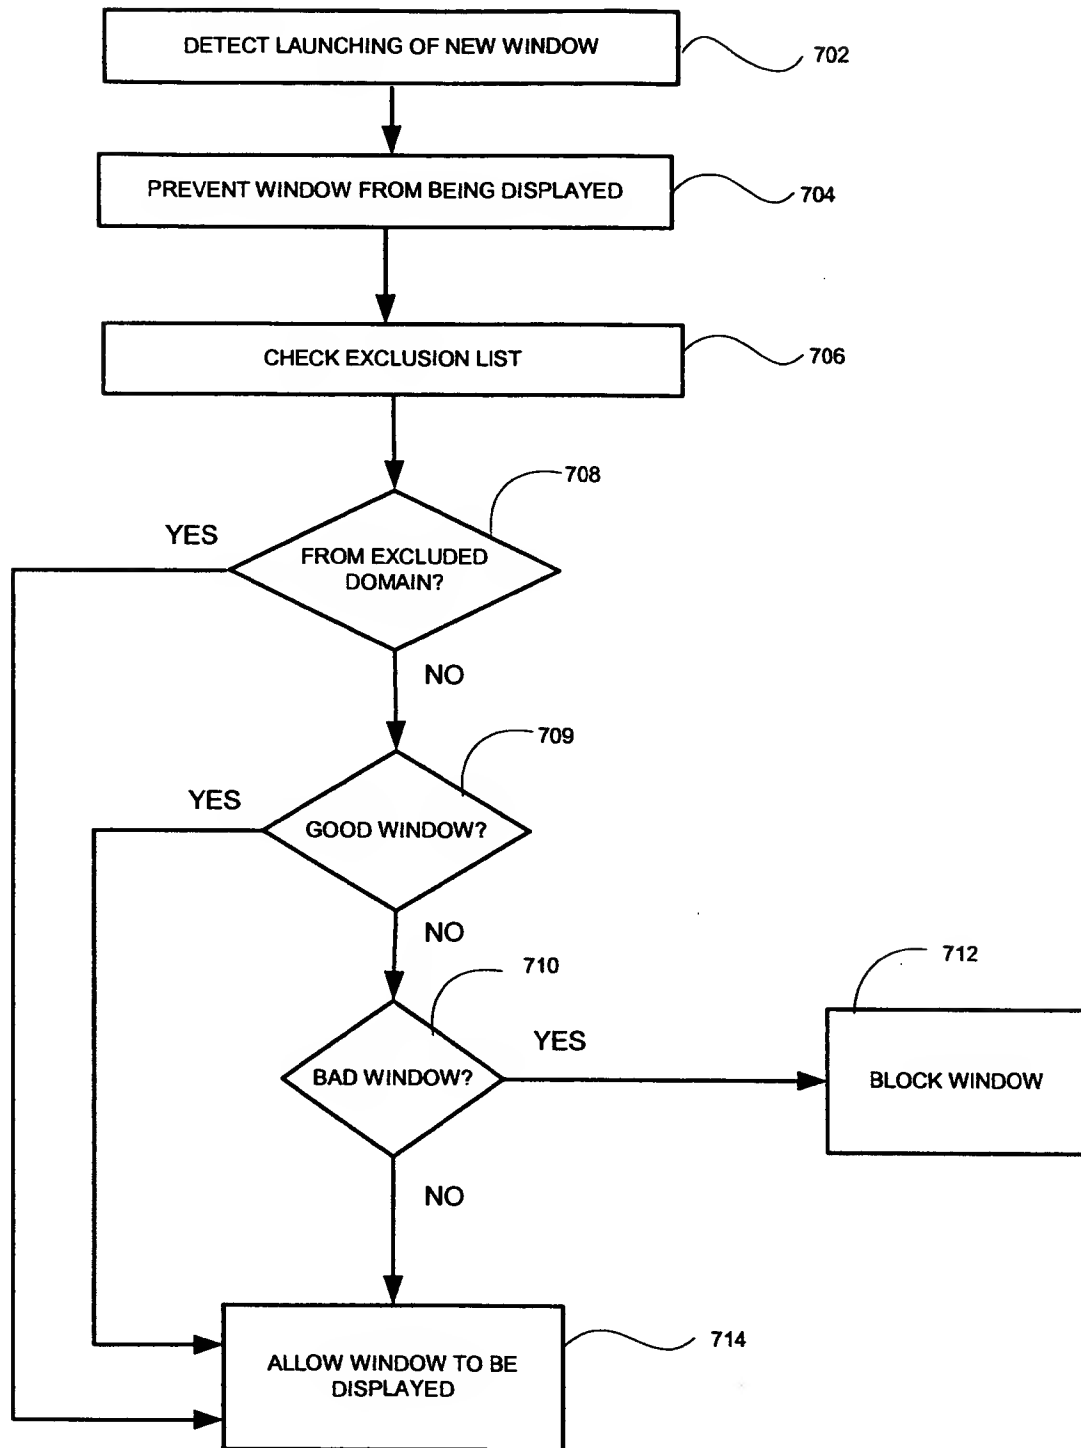 DETECT LAUNCHING OF NEW WINDOW
702
PREVENT WINDOW FROM BEING DISPLAYED
704
CHECK EXCLUSION LIST
706
708
YES
FROM EXCLUDED
DOMAIN?
NO
709
YES
GOOD WINDOW?
NO
710
712
YES
BAD WINDOW?
BLOCK WINDOW
NO
714
ALLOW WINDOW TO BE
DISPLAYED